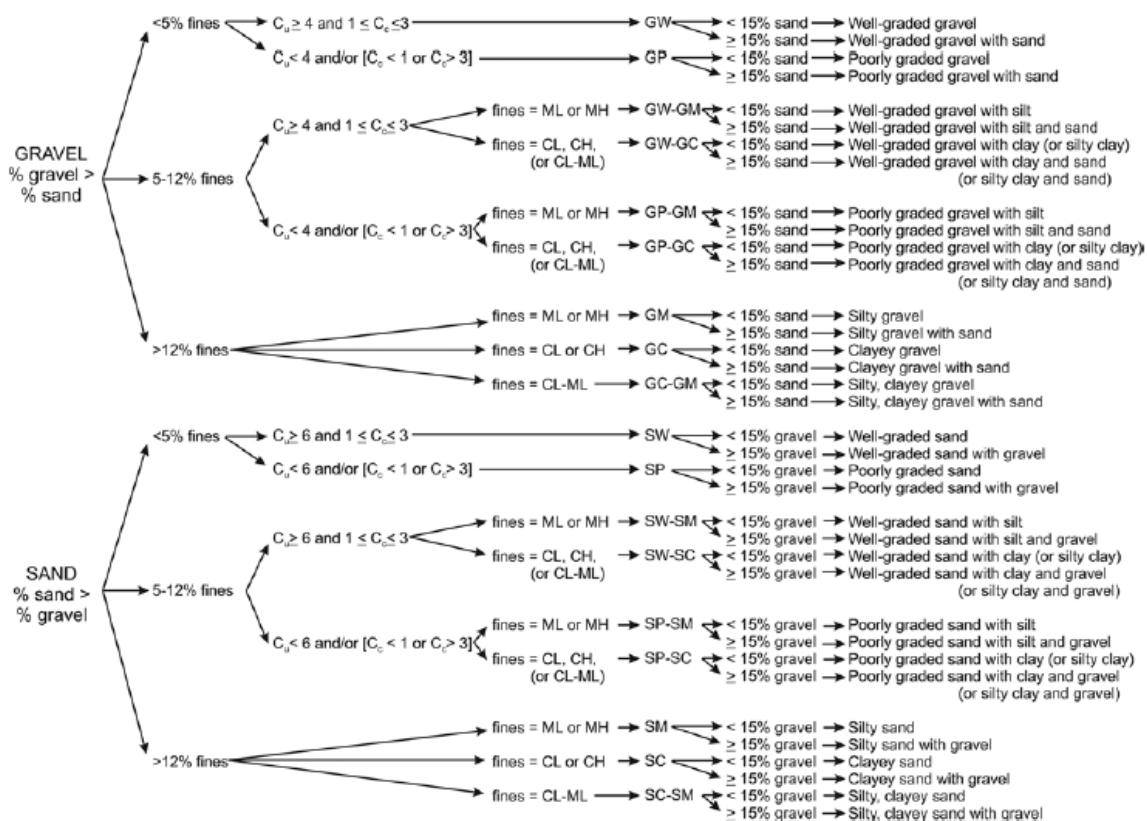 <5% fines
Cu ≥ 4 and 1 ≤ Cc ≤3 GW < 15% sand Well-graded gravel
≥ 15% sand Well-graded gravel with sand
Cu < 4 and/or [Cc < 1 or Cc > 3] GP < 15% sand Poorly graded gravel
≥ 15% sand Poorly graded gravel with sand
GRAVEL
% gravel >
% sand
5-12% fines
Cu ≥ 4 and 1 ≤ Cc ≤ 3 fines = ML or MH GW-GM < 15% sand Well-graded gravel with silt
≥ 15% sand Well-graded gravel with silt and sand
fines = CL, CH, GW-GC < 15% sand Well-graded gravel with clay (or silty clay)
(or CL-ML) ≥ 15% sand Well-graded gravel with clay and sand
(or silty clay and sand)
Cu < 4 and/or [Cc < 1 or Cc > 3] fines = ML or MH GP-GM < 15% sand Poorly graded gravel with silt
≥ 15% sand Poorly graded gravel with silt and sand
fines = CL, CH, GP-GC < 15% sand Poorly graded gravel with clay (or silty clay)
(or CL-ML) ≥ 15% sand Poorly graded gravel with clay and sand
(or silty clay and sand)
>12% fines
fines = ML or MH GM < 15% sand Silty gravel
≥ 15% sand Silty gravel with sand
fines = CL or CH GC < 15% sand Clayey gravel
≥ 15% sand Clayey gravel with sand
fines = CL-ML GC-GM < 15% sand Silty, clayey gravel
≥ 15% sand Silty, clayey gravel with sand
<5% fines
Cu ≥ 6 and 1 ≤ Cc ≤ 3 SW < 15% gravel Well-graded sand
≥ 15% gravel Well-graded sand with gravel
Cu < 6 and/or [Cc < 1 or Cc > 3] SP < 15% gravel Poorly graded sand
≥ 15% gravel Poorly graded sand with gravel
SAND
% sand >
% gravel
5-12% fines
Cu ≥ 6 and 1 ≤ Cc ≤ 3 fines = ML or MH SW-SM < 15% gravel Well-graded sand with silt
≥ 15% gravel Well-graded sand with silt and gravel
fines = CL, CH, SW-SC < 15% gravel Well-graded sand with clay (or silty clay)
(or CL-ML) ≥ 15% gravel Well-graded sand with clay and gravel
(or silty clay and gravel)
Cu < 6 and/or [Cc < 1 or Cc > 3] fines = ML or MH SP-SM < 15% gravel Poorly graded sand with silt
≥ 15% gravel Poorly graded sand with silt and gravel
fines = CL, CH, SP-SC < 15% gravel Poorly graded sand with clay (or silty clay)
(or CL-ML) ≥ 15% gravel Poorly graded sand with clay and gravel
(or silty clay and gravel)
>12% fines
fines = ML or MH SM < 15% gravel Silty sand
≥ 15% gravel Silty sand with gravel
fines = CL or CH SC < 15% gravel Clayey sand
≥ 15% gravel Clayey sand with gravel
fines = CL-ML SC-SM < 15% gravel Silty, clayey sand
≥ 15% gravel Silty, clayey sand with gravel